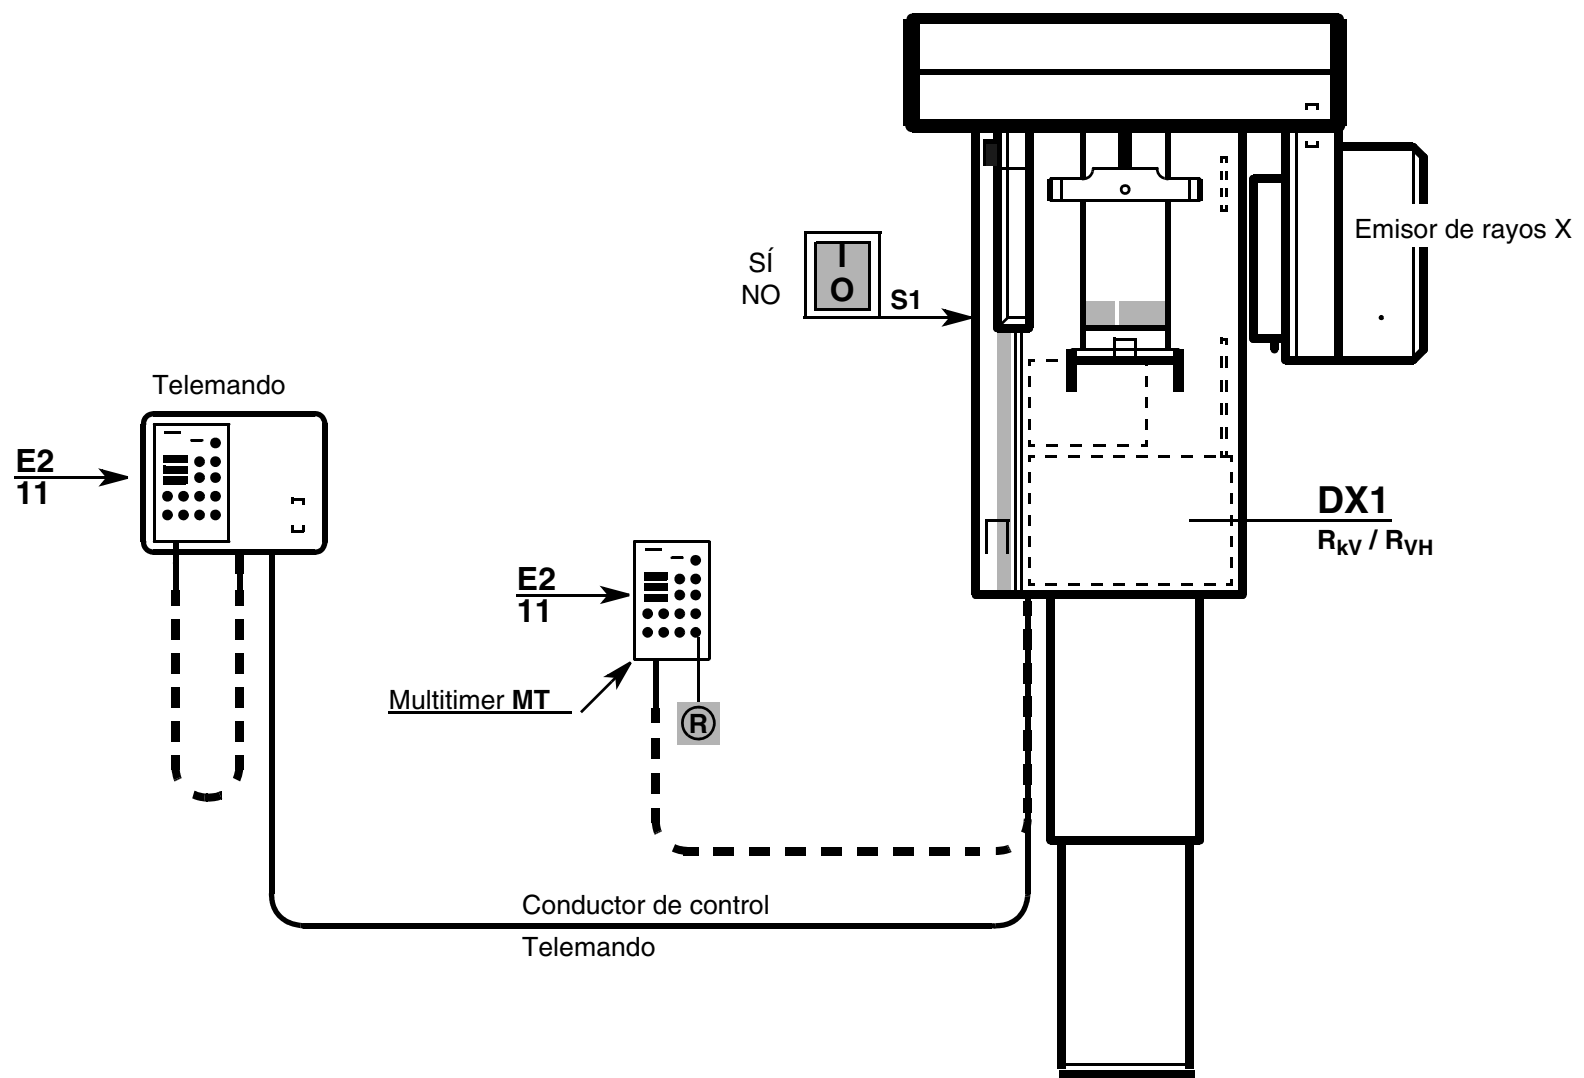 Emisor de rayos X
SÍ
NO
I
O
S1
Telemando
E2
11
DX1
RkV / RVH
E2
11
Multitimer MT
R
Conductor de control
Telemando